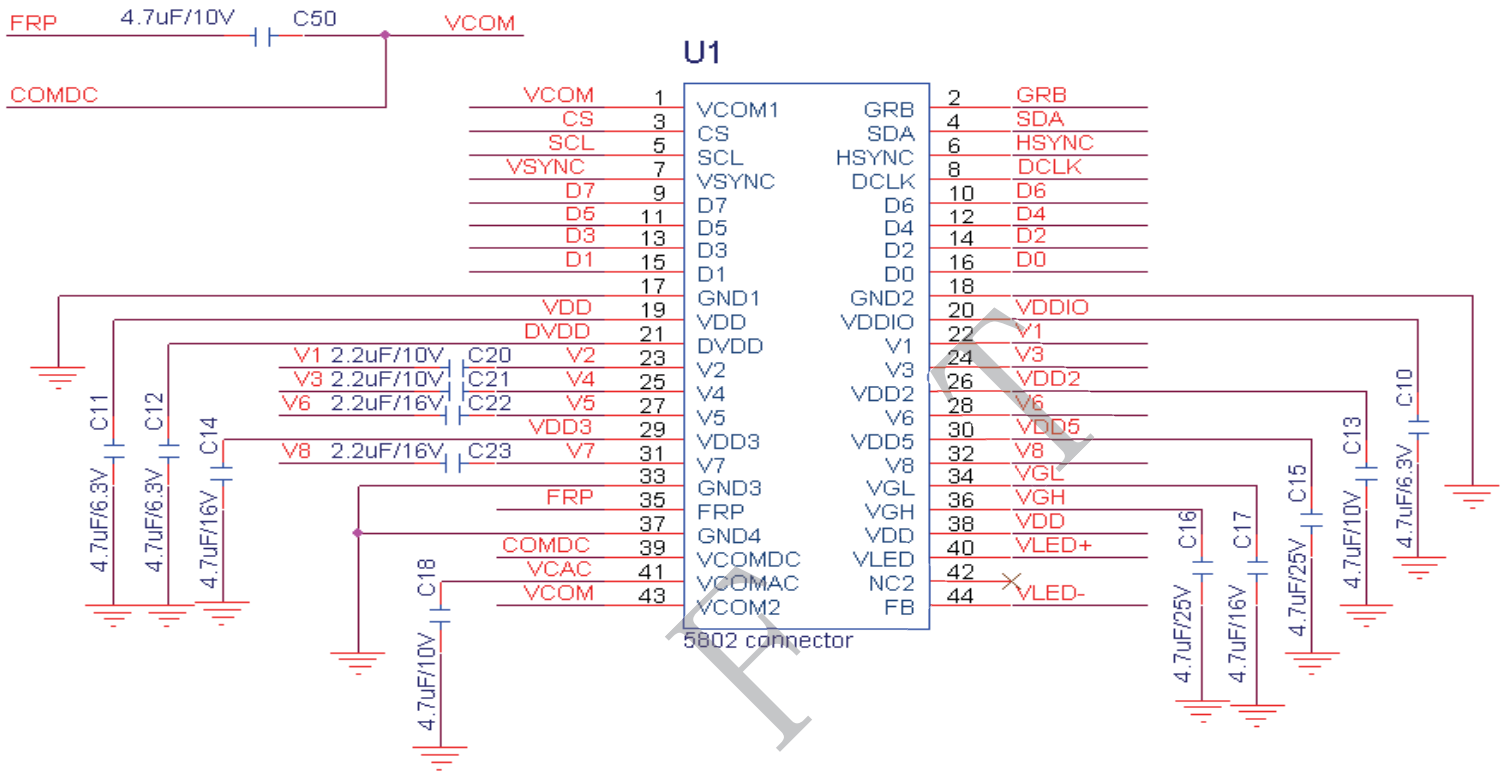 FRP 4.7uF/10V C50 VCOM
COMDC
U1
VCOM 1 VCOM1 GRB 2 GRB
CS 3 CS SDA 4 SDA
SCL 5 SCL HSYNC 6 HSYNC
VSYNC 7 VSYNC DCLK 8 DCLK
D7 9 D7 D6 10 D6
D5 11 D5 D4 12 D4
D3 13 D3 D2 14 D2
D1 15 D1 D0 16 D0
17 GND1 GND2 18
VDD 19 VDD VDDIO 20 VDDIO
DVDD 21 DVDD V1 22 V1
V1 2.2uF/10V C20 V2 23 V2 V3 24 V3
V3 2.2uF/10V C21 V4 25 V4 VDD2 26 VDD2
V6 2.2uF/16V C22 V5 27 V5 V6 28 V6
VDD3 29 VDD3 VDD5 30 VDD5
V8 2.2uF/16V C23 V7 31 V7 V8 32 V8
33 GND3 VGL 34 VGL
FRP 35 FRP VGH 36 VGH
37 GND4 VDD 38 VDD
COMDC 39 VCOMDC VLED 40 VLED+
VCAC 41 VCOMAC NC2 42
VCOM 43 VCOM2 FB 44 VLED-
5802 connector
C11 4.7uF/6.3V
C12 4.7uF/6.3V
C14 4.7uF/16V
C18 4.7uF/10V
C16 4.7uF/25V
C17 4.7uF/16V
C15 4.7uF/25V
C13 4.7uF/10V
C10 4.7uF/6.3V
F T